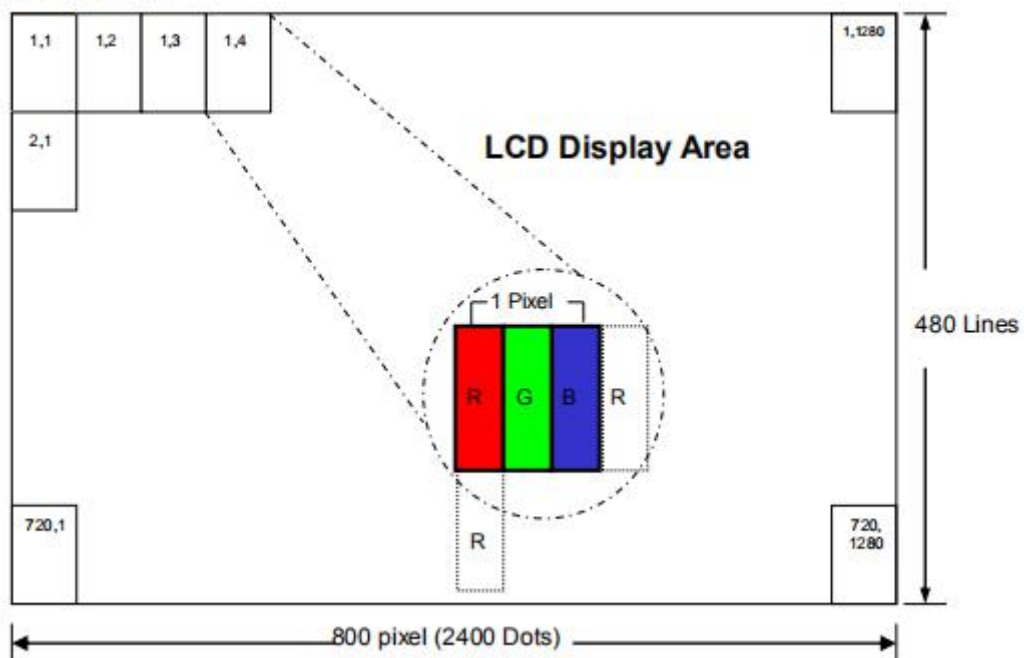 1,1 1,2 1,3 1,4 1,1280
2,1
LCD Display Area
1 Pixel
480 Lines
R G B R
720,1
R
720,
1280
800 pixel (2400 Dots)